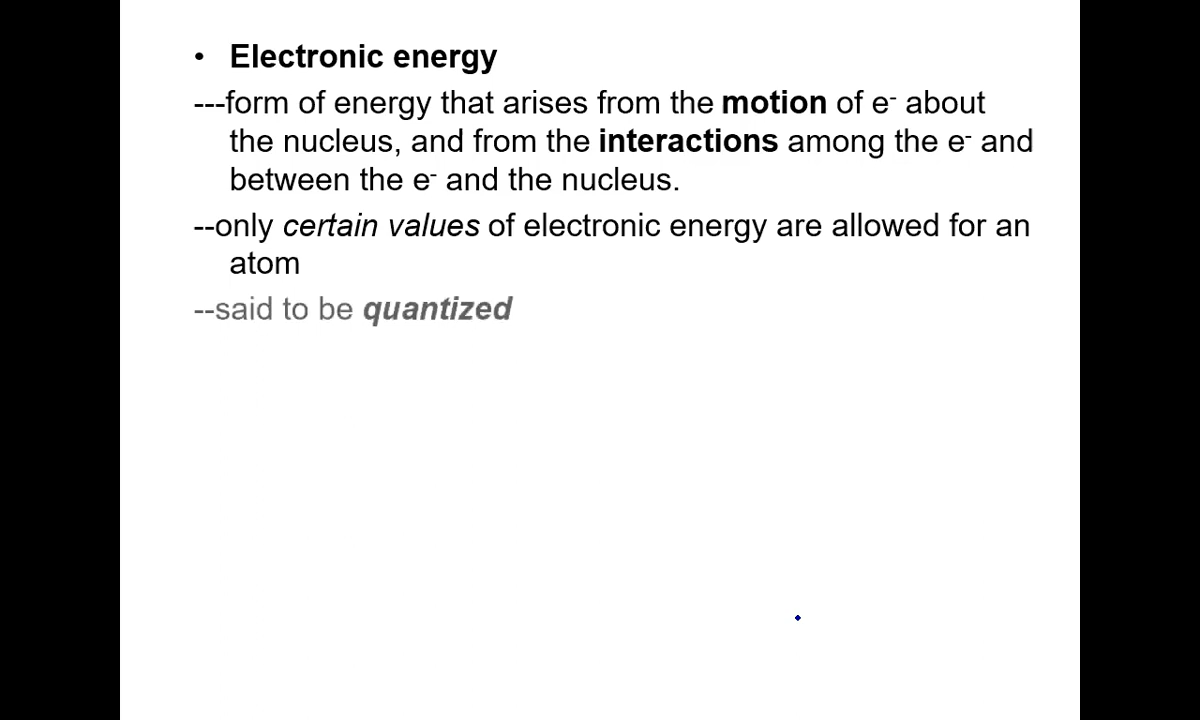 • Electronic energy
---form of energy that arises from the motion of e⁻ about
the nucleus, and from the interactions among the e⁻ and
between the e⁻ and the nucleus.
--only certain values of electronic energy are allowed for an
atom
--said to be quantized